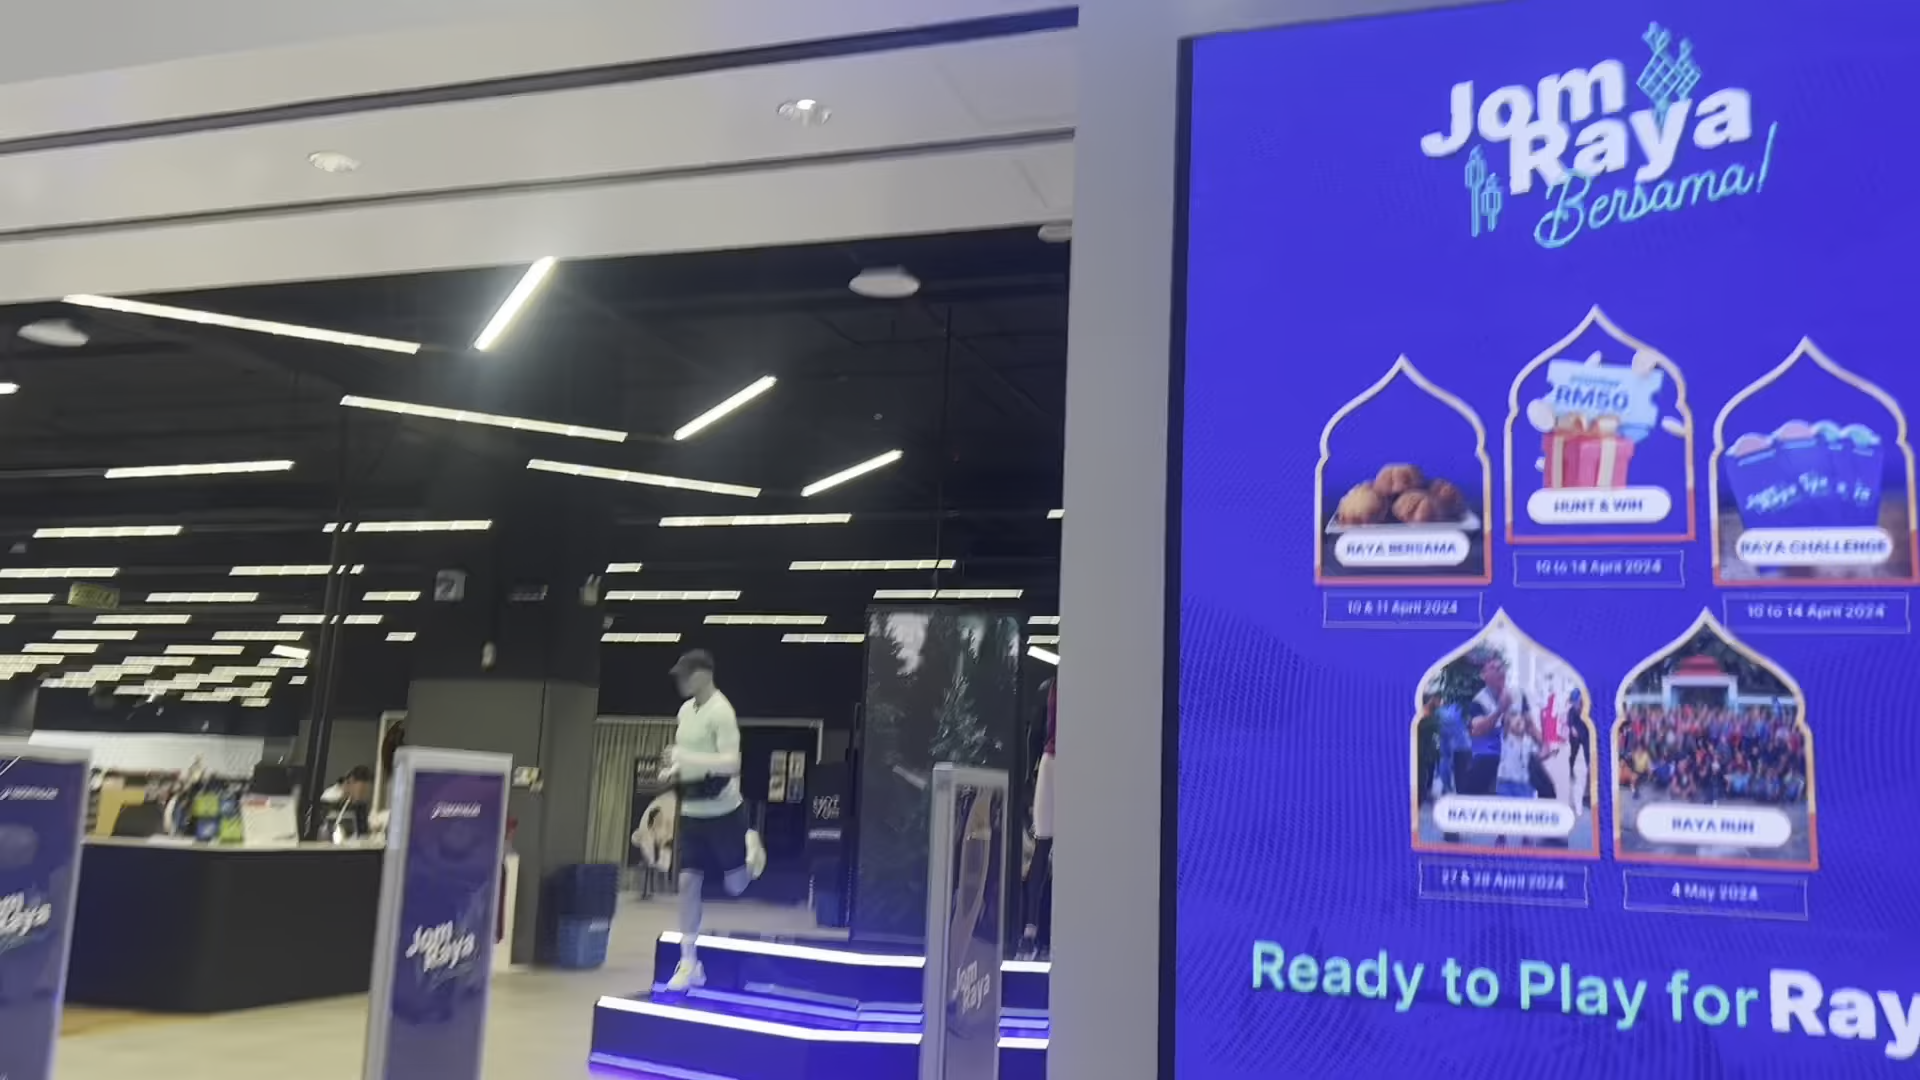 Jom
Raya
Bersama!
RM50
HUNT & WIN
10 to 14 April 2024
RAYA BERSAMA
10 & 11 April 2024
RAYA CHALLENGE
10 to 14 April 2024
RAYA FOR KIDS
27 & 28 April 2024
RAYA RUN
4 May 2024
Ready to Play for Ray
Jom
Raya
Jom
Raya